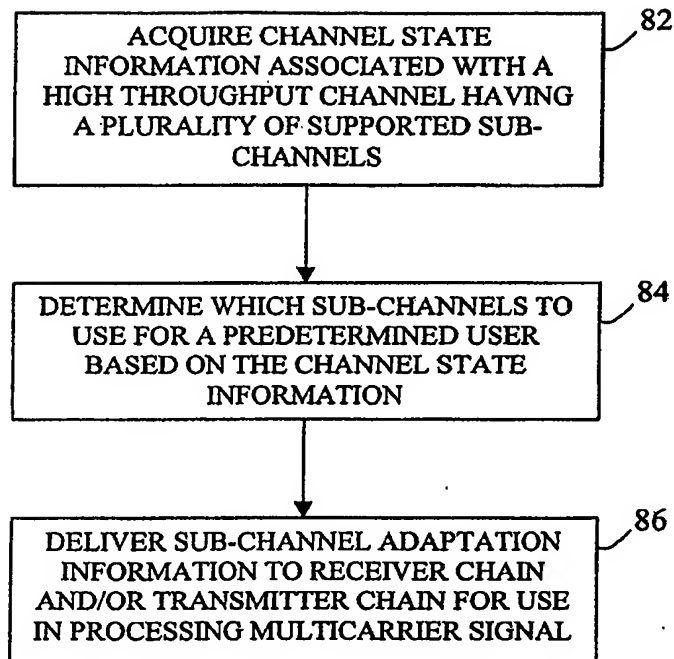 82
ACQUIRE CHANNEL STATE
INFORMATION ASSOCIATED WITH A
HIGH THROUGHPUT CHANNEL HAVING
A PLURALITY OF SUPPORTED SUB-
CHANNELS
84
DETERMINE WHICH SUB-CHANNELS TO
USE FOR A PREDETERMINED USER
BASED ON THE CHANNEL STATE
INFORMATION
86
DELIVER SUB-CHANNEL ADAPTATION
INFORMATION TO RECEIVER CHAIN
AND/OR TRANSMITTER CHAIN FOR USE
IN PROCESSING MULTICARRIER SIGNAL